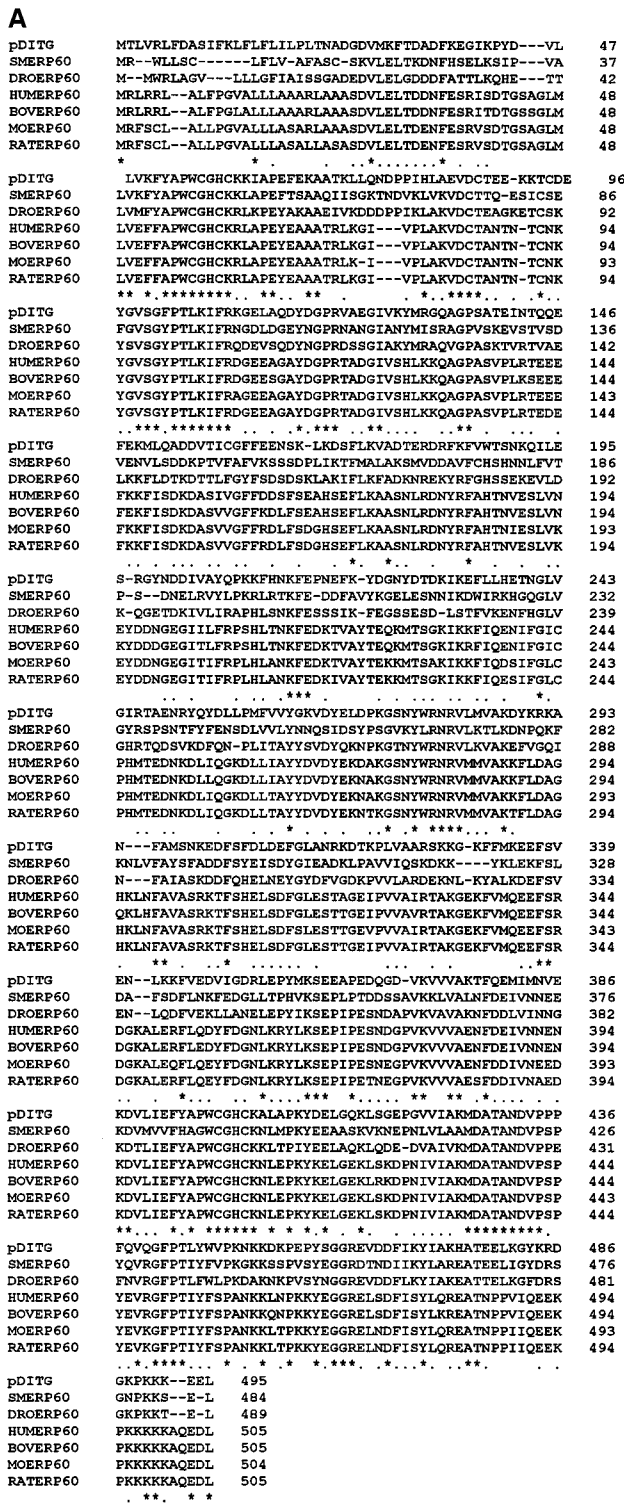 A
pDITG MTLVRLFDASIFKLFLFLILPLTNADGDVMKFTDADFKEGIKPYD---VL 47
SMERP60 MR--WLLSC------LFLV-AFASC-SKVLELTKDNFHSELKSIP---VA 37
DROERP60 M--MWRLAGV---LLLGFIAISSGADEDVLELGDDDFATTLKQHE---TT 42
HUMERP60 MRLRRL--ALFPGVALLLAAARLAAASDVLELTDDNFESRISDTGSAGLM 48
BOVERP60 MRLRRL-ALFPGLALLLAAARLAAASDVLELTDDNFESRITDTGSSGLM 48
MOERP60 MRFSCL--ALLPGVALLLASALLASASDVLELTDENFESRVSDTGSAGLM 48
RATERP60 MRFSCL--ALLPGVALLLASALLASASDVLELTDENFESRVSDTGSAGLM 48
pDITG LVKFYAPWCGHCKKIAPEFEKAATKLLQNDPPIHLAEVDCTEE-KKTCDE 96
SMERP60 LVKFYAPWCGHCKKLAPEFTSAAQIISGKTNDVKLVKVDCTTQ-ESICSE 86
DROERP60 LVMFYAPWCGHCKRLKPEYAKAAEIVKDDDPPIKLAKVDCTEAGKETCSK 92
HUMERP60 LVEFFAPWCGHCKRLAPEYEAAATRLKGI---VPLAKVDCTANTN-TCNK 94
BOVERP60 LVEFFAPWCGHCKRLAPEYEAAATRLKGI---VPLAKVDCTANTN-TCNK 94
MOERP60 LVEFFAPWCGHCKRLAPEYEAAATRLK-I---VPLAKVDCTANTN-TCNK 93
RATERP60 LVEFFAPWCGHCKRLAPEYEAAATRLKGI---VPLAKVDCTANTN-TCNK 94
pDITG YGVSGFPTLKIFRKGELAQDYDGPRVAEGIVKYMRGQAGPSATEINTQQE 146
SMERP60 FGVSGYPTLKIFRNGDLDGEYNGPRNANGIANYMISRAGPVSKEVSTVSD 136
DROERP60 YSVSGYPTLKIFRQDEVSQDYNGPRDSSGIAKYMRAQVGPASKTVRTVAE 142
HUMERP60 YGVSGYPTLKIFRDGEEAGAYDGPRTADGIVSHLKKQAGPASVPLRTEEE 144
BOVERP60 YGVSGYPTLKIFRDGEESGAYDGPRTADGIVSHLKKQAGPASVPLKSEEE 144
MOERP60 YGVSGYPTLKIFRAGEEAGAYDGPRTADGIVSHLKKQAGPASVPLRTEEE 143
RATERP60 YGVSGYPTLKIFRDGEEAGAYDGPRTADGIVSHLKKQAGPASVPLRTEDE 144
pDITG FEKMLQADDVTICGFFEENSK-LKDSFLKVADTERDRFKFVWTSNKQILE 195
SMERP60 VENVLSDDKPTVFAFVKSSSDPLIKTFMALAKSMVDDAVFCHSHNNLFVT 186
DROERP60 LKKFLDTKDTTLFGYFSDSDSKLAKIFLKFADKNREKYRFGHSSEKEVLD 192
HUMERP60 FKKFISDKDASIVGFFDDSFSEAHSEFLKAASNLRDNYRFAHTNVESLVN 194
BOVERP60 FEKFISDKDASVVGFFKDLFSEAHSEFLKAASNLRDNYRFAHTNVESLVN 194
MOERP60 FKKFISDKDASVVGFFRDLFSDGHSEFLKAASNLRDNYRFAHTNIESLVK 193
RATERP60 FKKFISDKDASVVGFFRDLFSDGHSEFLKAASNLRDNYRFAHTNVESLVK 194
pDITG S-RGYNDDIVAYQPKKFHNKFEPNEFK-YDGNYDTDKIKEFLLHETNGLV 243
SMERP60 P-S--DNELRVYLPKRLRTKFE-DDFAVYKGELESNNIKDWIRKHGQGLV 232
DROERP60 K-QGETDKIVLIRAPHLSNKFESSSIK-FEGSSESD-LSTFVKENFHGLV 239
HUMERP60 EYDDNGEGIILFRPSHLTNKFEDKTVAYTEQKMTSGKIKKFIQENIFGIC 244
BOVERP60 KYDDDGEGITLFRPSHLTNKFEDKTVAYTEQKMTSGKIKRFIQENIFGIC 244
MOERP60 EYDDNGEGITIFRPLHLANKFEDKTVAYTEKKMTSAKIKKFIQDSIFGLC 243
RATERP60 EYDDNGEGITIFRPLHLANKFEDKTVAYTEKKMTSGKIKKFIQESIFGLC 244
pDITG GIRTAENRYQYDLLPMFVVYGKVDYELDPKGSNYWRNRVLMVAKDYKRKA 293
SMERP60 GYRSPSNTFYFENSDLVVLYNNQSIDSYPSGVKYLRNRVLKTLKDNPQKF 282
DROERP60 GHRTQDSVKDFQN-PLITAYYSVDYQKNPKGTNYWRNRVLKVAKEFVGQI 288
HUMERP60 PHMTEDNKDLIQGKDLLIAYYDVDYEKNAKGSNYWRNRVMMVAKKFLDAG 294
BOVERP60 PHMTEDNKDLLQGKDLLIAYYDVDYEKNAKGSNYWRNRVMMVAKKFLDAG 294
MOERP60 PHMTEDNKDLIQGKDLLTAYYDVDYEKNTKGSNYWRNRVMMVAKKFLDAG 293
RATERP60 PHMTEDNKDLIQGKDLLTAYYDVDYEKNTKGSNYWRNRVMMVAKTFLDAG 294
pDITG N---FAMSNKEDFSFDLDEFGLANRKDTKPLVAARSKKG-KFFMKEEFSV 339
SMERP60 KNLVFAYSFADDFSYEISDYGIEADKLPAVVIQSKDKK----YKLEKFSL 328
DROERP60 N---FAIASKDDFQHELNEYGYDFVGDKPVVLARDEKNL-KYALKDEFSV 334
HUMERP60 HKLNFAVASRKTFSHELSDFGLESTAGEIPVVAIRTAKGEKFVMQEEFSR 344
BOVERP60 QKLHFAVASRKTFSHELSDFGLESTTGEIPVVAVRTAKGEKFVMQEEFSR 344
MOERP60 HKLNFAVASRKTFSHELSDFGLESTTGEVPVVAIRTAKGEKFVMQEEFSR 343
RATERP60 HKLNFAVASRKTFSHELSDFGLESTTGEIPVVAIRTAKGEKFVMQEEFSR 344
pDITG EN--LKKFVEDVIGDRLEPYMKSEEAPEDQGD-VKVVVAKTFQEMIMNVE 386
SMERP60 DA--FSDFLNKFEDGLLTPHVKSEPLPTDDSSAVKKLVALNFDEIVNNEE 376
DROERP60 EN--LQDFVEKLLANELEPYIKSEPIPESNDAPVKVAVAKNFDDLVINNG 382
HUMERP60 DGKALERFLQDYFDGNLKRYLKSEPIPESNDGPVKVVVAENFDEIVNNEN 394
BOVERP60 DGKALERFLEDYFDGNLKRYLKSEPIPESNDGPVKVVVAENFDEIVNNEN 394
MOERP60 DGKALEQFLQEYFDGNLKRYLKSEPIPESNEGPVKVVVAENFDDIVNEED 393
RATERP60 DGKALERFLQEYFDGNLKRYLKSEPIPETNEGPVKVVVAESFDDIVNAED 394
pDITG KDVLIEFYAPWCGHCKALAPKYDELGQKLSGEPGVVIAKMDATANDVPPP 436
SMERP60 KDVMVVFHAGWCGHCKNLMPKYEEAASKVKNEPNLVLAAMDATANDVPSP 426
DROERP60 KDTLIEFYAPWCGHCKKLTPIYEELAQKLQDE-DVAIVKMDATANDVPPE 431
HUMERP60 KDVLIEFYAPWCGHCKNLEPKYKELGEKLSKDPNIVIAKMDATANDVPSP 444
BOVERP60 KDVLIEFYAPWCGHCKNLEPKYKELGEKLRKDPNIVIAKMDATANDVPSP 444
MOERP60 KDVLIEFYAPWCGHCKNLEPKYKELGEKLSKDPNIVIAKMDATANDVPSP 443
RATERP60 KDVLIEFYAPWCGHCKNLEPKYKELGEKLSKDPNIVIAKMDATANDVPSP 444
pDITG FQVQGFPTLYWVPKNKKDKPEPYSGGREVDDFIKYIAKHATEELKGYKRD 486
SMERP60 YQVRGFPTIYFVPKGKKSSPVSYEGGRDTNDIIKYLAREATEELIGYDRS 476
DROERP60 FNVRGFPTLFWLPKDAKNKPVSYNGGREVDDFLKYIAKEATTELKGFDRS 481
HUMERP60 YEVRGFPTIYFSPANKKLNPKKYEGGRELSDFISYLQREATNPPVIQEEK 494
BOVERP60 YEVRGFPTIYFSPANKKQNPKKYEGGRELSDFISYLKREATNPPVIQEEK 494
MOERP60 YEVKGFPTIYFSPANKKLTPKKYEGGRELNDFISYLQREATNPPIIQEEK 493
RATERP60 YEVKGFPTIYFSPANKKLTPKKYEGGRELNDFISYLQREATNPPIIQEEK 494
pDITG GKPKKK--EEL 495
SMERP60 GNPKKS--E-L 484
DROERP60 GKPKKT--E-L 489
HUMERP60 PKKKKKAQEDL 505
BOVERP60 PKKKKKAQEDL 505
MOERP60 PKKKKKAQEDL 504
RATERP60 PKKKKKAQEDL 505